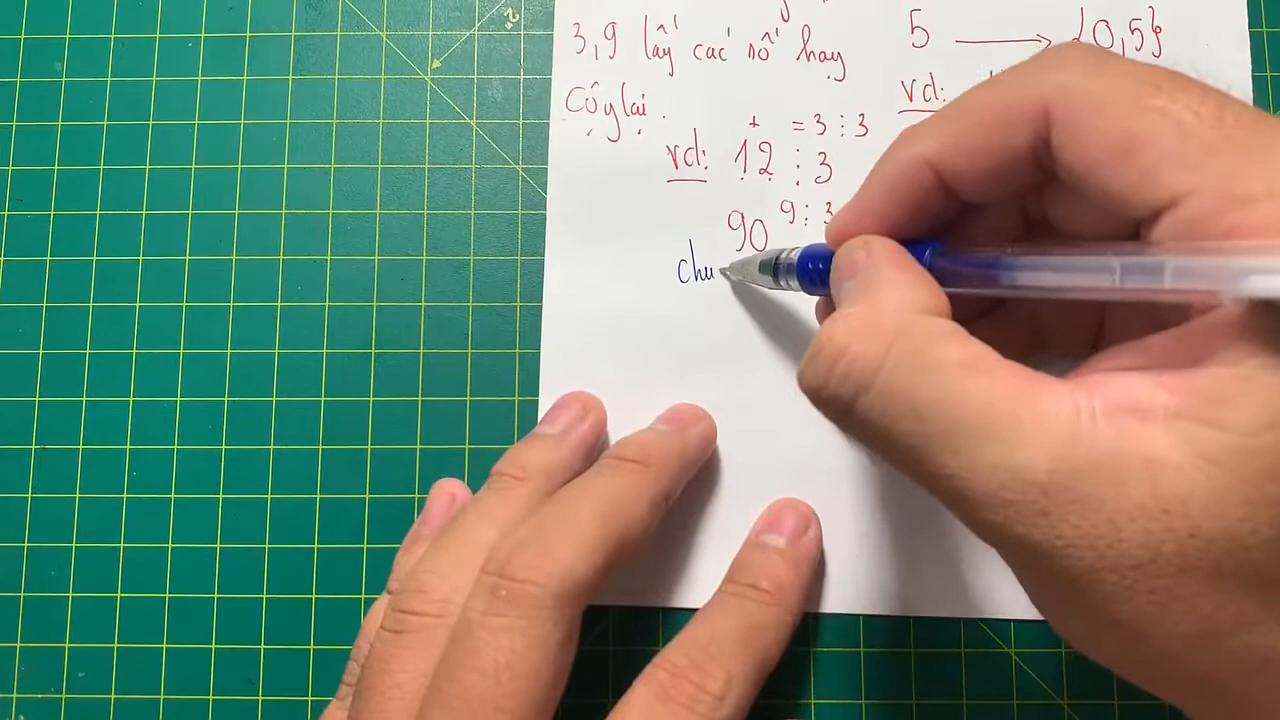 3,9 lấy các số hay
Cộng lại.
+ = 3 ⋮ 3
vd: 12 ⋮ 3
9 ⋮ 3
90
chu
5 → {0,5}
vd: